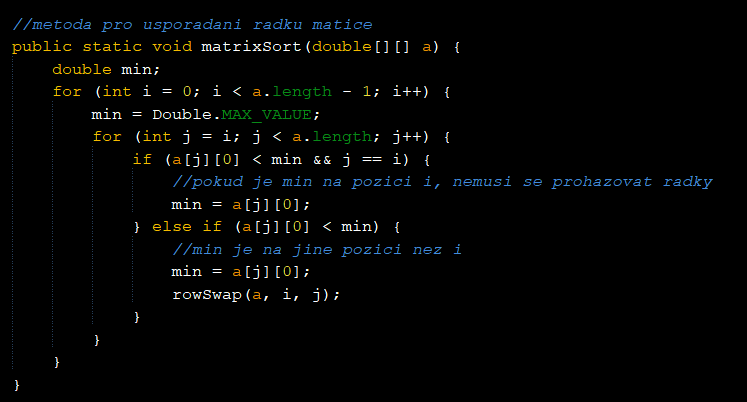 //metoda pro usporadani radku matice
public static void matrixSort(double[][] a) {
double min;
for (int i = 0; i < a.length - 1; i++) {
min = Double.MAX_VALUE;
for (int j = i; j < a.length; j++) {
if (a[j][0] < min && j == i) {
//pokud je min na pozici i, nemusi se prohazovat radky
min = a[j][0];
} else if (a[j][0] < min) {
//min je na jine pozici nez i
min = a[j][0];
rowSwap(a, i, j);
}
}
}
}